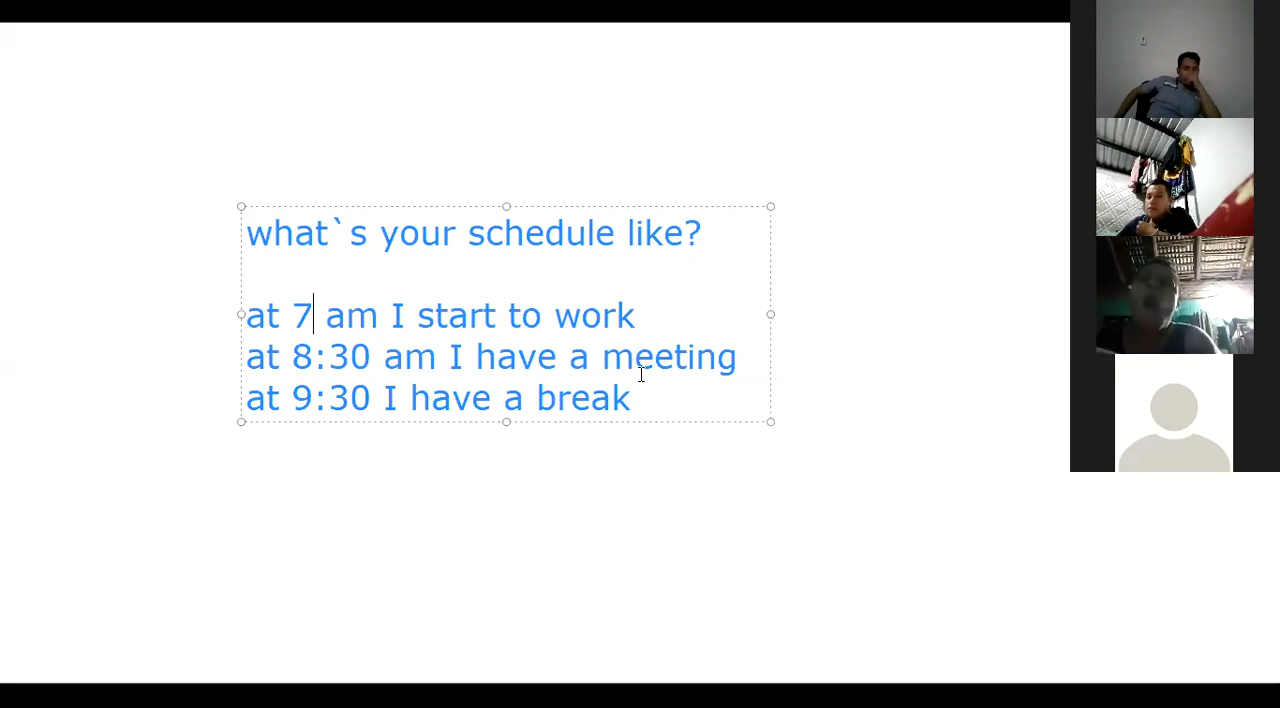 what`s your schedule like?
at 7 am I start to work
at 8:30 am I have a meeting
at 9:30 I have a break